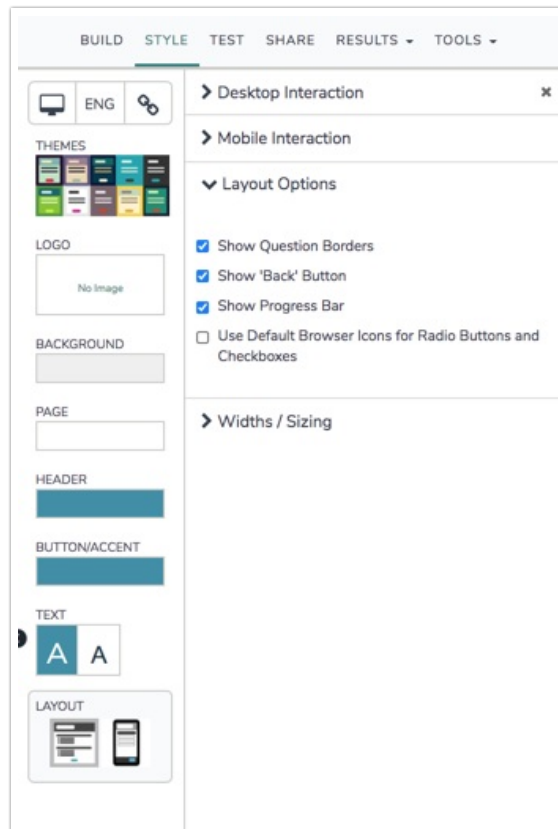 BUILD STYLE TEST SHARE RESULTS TOOLS
ENG
Desktop Interaction
THEMES
Mobile Interaction
Layout Options
LOGO
No Image
Show Question Borders
Show 'Back' Button
Show Progress Bar
Use Default Browser Icons for Radio Buttons and
Checkboxes
BACKGROUND
PAGE
Widths / Sizing
HEADER
BUTTON/ACCENT
TEXT
A A
LAYOUT